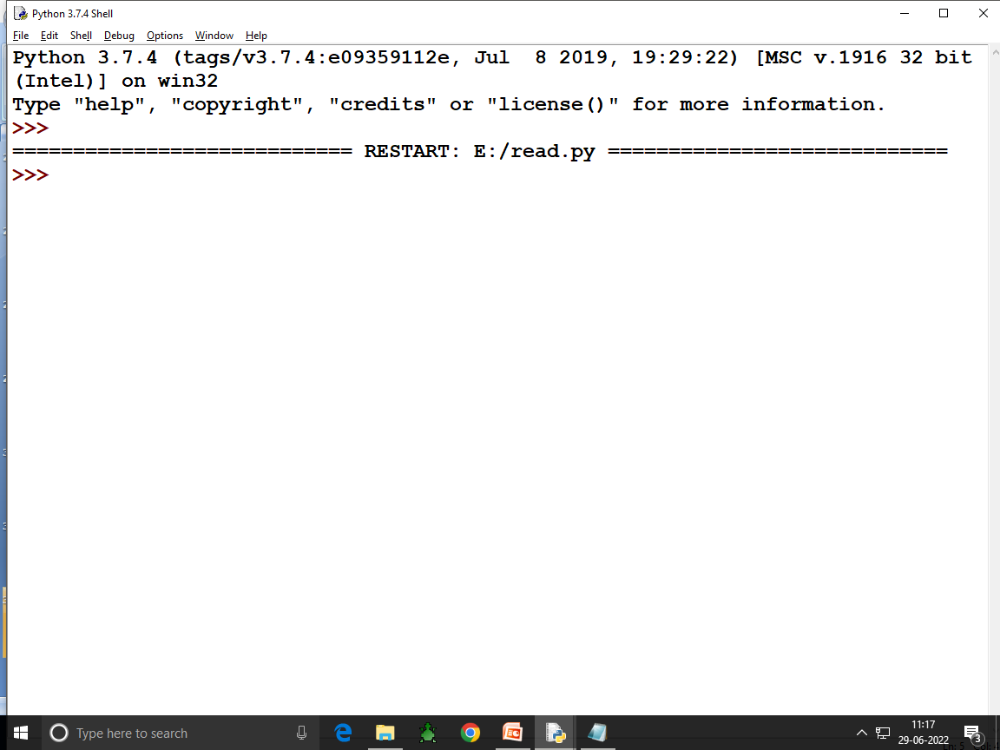 Python 3.7.4 Shell
File Edit Shell Debug Options Window Help
Python 3.7.4 (tags/v3.7.4:e09359112e, Jul  8 2019, 19:29:22) [MSC v.1916 32 bit
(Intel)] on win32
Type "help", "copyright", "credits" or "license()" for more information.
>>>
============================ RESTART: E:/read.py ============================
>>>
Type here to search
11:17
29-06-2022
3